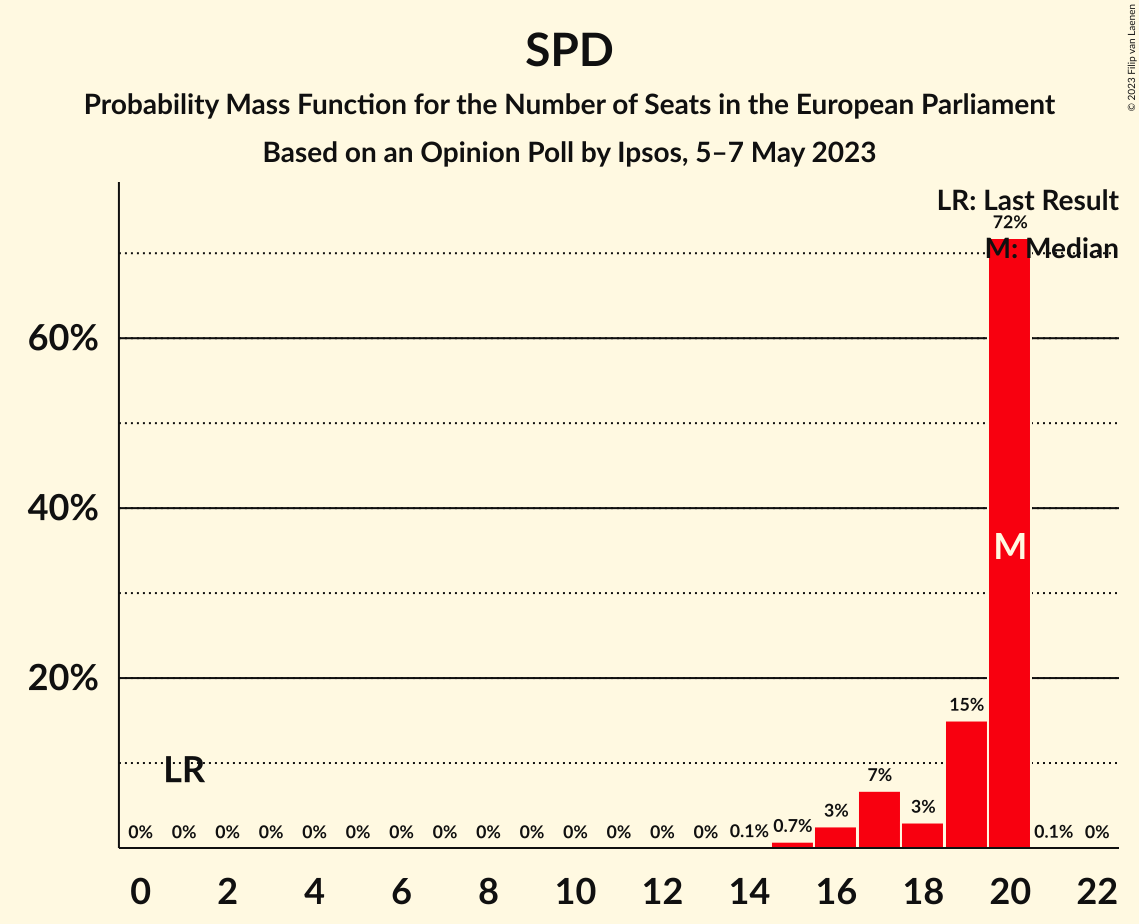 SPD
Probability Mass Function for the Number of Seats in the European Parliament
Based on an Opinion Poll by Ipsos, 5–7 May 2023
© 2023 Filip van Laenen
LR: Last Result
M: Median
72%
60%
40%
M
20%
15%
LR
7%
3%
3%
0% 0% 0% 0% 0% 0% 0% 0% 0% 0% 0% 0% 0% 0% 0.1% 0.7% 0.1% 0%
0 2 4 6 8 10 12 14 16 18 20 22